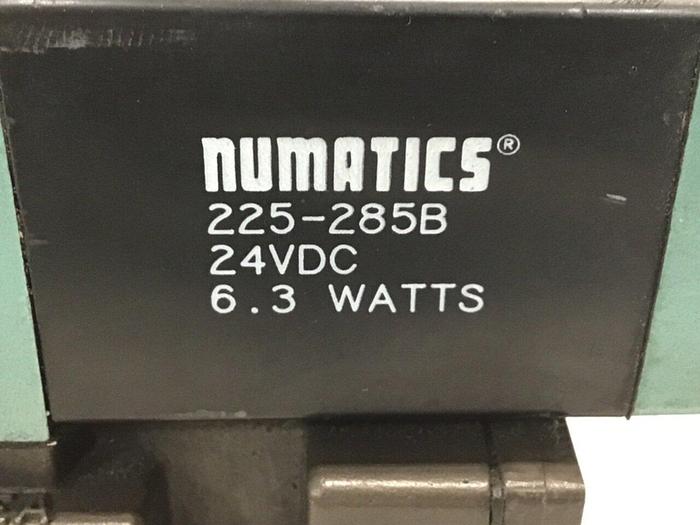 NUMATICS®
225-285B
24VDC
6.3 WATTS